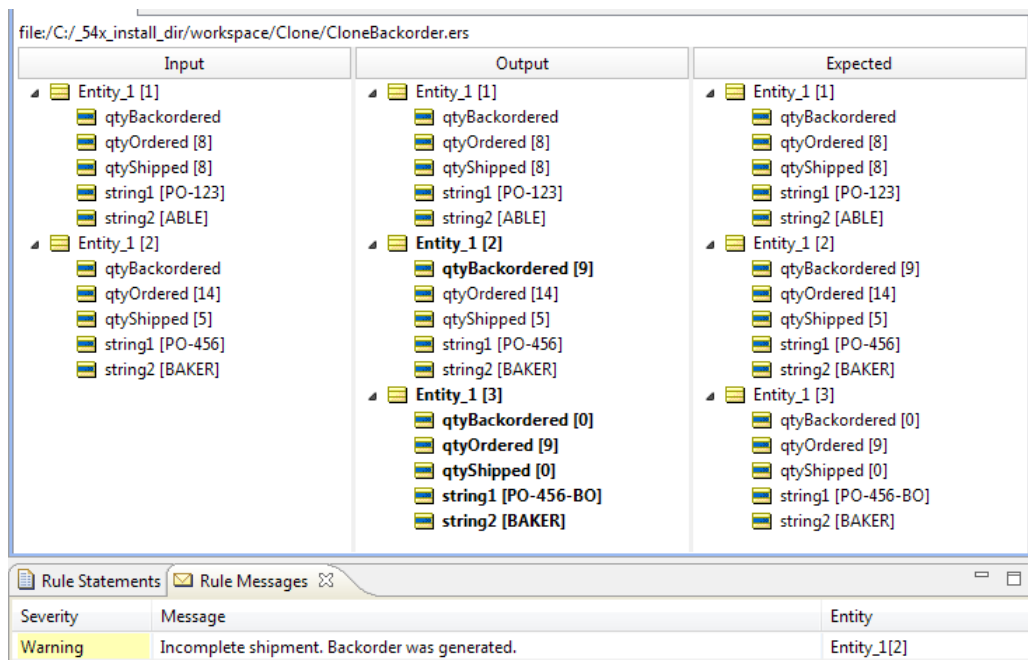 file:/C:/_54x_install_dir/workspace/Clone/CloneBackorder.ers
Input
Entity_1 [1]
qtyBackordered
qtyOrdered [8]
qtyShipped [8]
string1 [PO-123]
string2 [ABLE]
Entity_1 [2]
qtyBackordered
qtyOrdered [14]
qtyShipped [5]
string1 [PO-456]
string2 [BAKER]
Output
Entity_1 [1]
qtyBackordered
qtyOrdered [8]
qtyShipped [8]
string1 [PO-123]
string2 [ABLE]
Entity_1 [2]
qtyBackordered [9]
qtyOrdered [14]
qtyShipped [5]
string1 [PO-456]
string2 [BAKER]
Entity_1 [3]
qtyBackordered [0]
qtyOrdered [9]
qtyShipped [0]
string1 [PO-456-BO]
string2 [BAKER]
Expected
Entity_1 [1]
qtyBackordered
qtyOrdered [8]
qtyShipped [8]
string1 [PO-123]
string2 [ABLE]
Entity_1 [2]
qtyBackordered [9]
qtyOrdered [14]
qtyShipped [5]
string1 [PO-456]
string2 [BAKER]
Entity_1 [3]
qtyBackordered [0]
qtyOrdered [9]
qtyShipped [0]
string1 [PO-456-BO]
string2 [BAKER]
Rule Statements Rule Messages
Severity Message Entity
Warning Incomplete shipment. Backorder was generated. Entity_1[2]